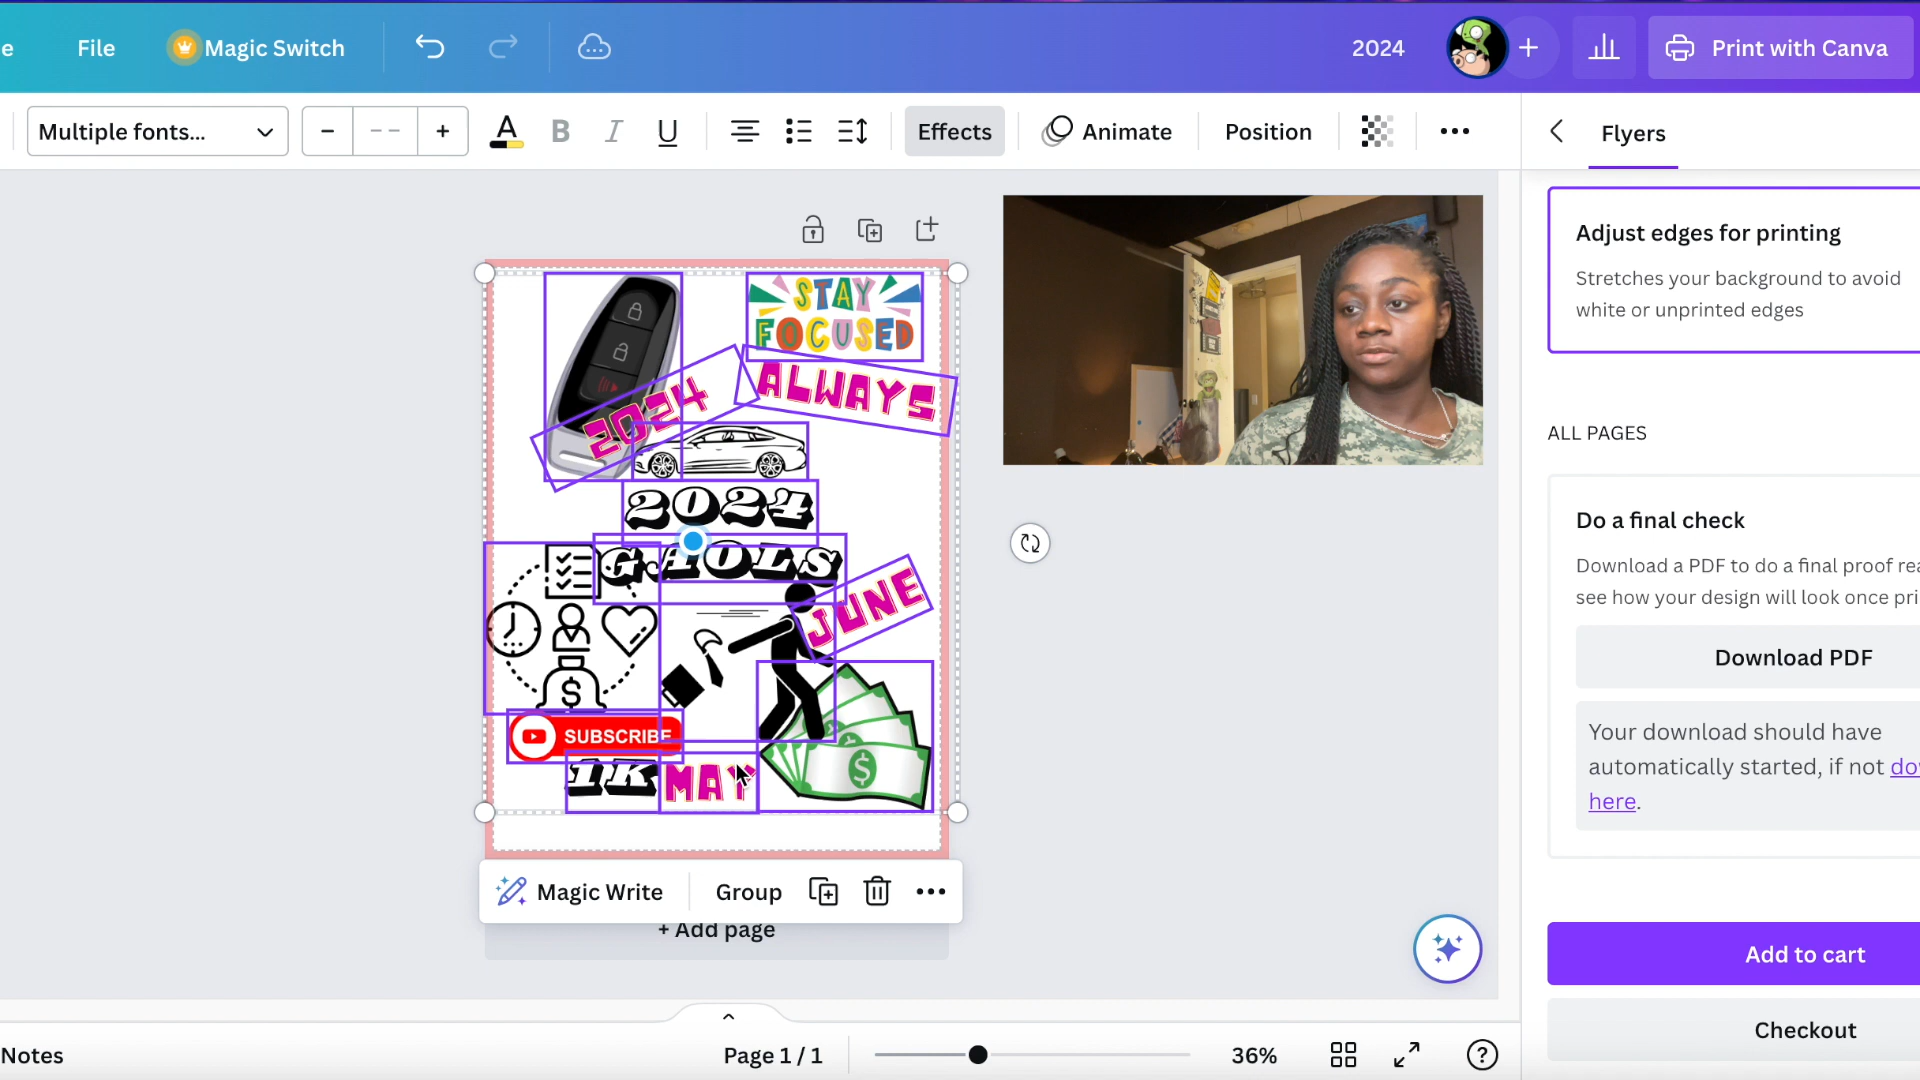 e
File
Magic Switch
2024
Print with Canva
Multiple fonts...
- -
A
B
I
U
Effects
Animate
Position
Flyers
Adjust edges for printing
Stretches your background to avoid
white or unprinted edges
STAY
FOCUSED
ALWAYS
2024
2024
GAOLS
JUNE
$
$
SUBSCRIBE
1K
MAY
ALL PAGES
Do a final check
Download a PDF to do a final proof rea
see how your design will look once pri
Download PDF
Your download should have
automatically started, if not do
here.
Magic Write
Group
+ Add page
Add to cart
Checkout
Notes
Page 1 / 1
36%
?